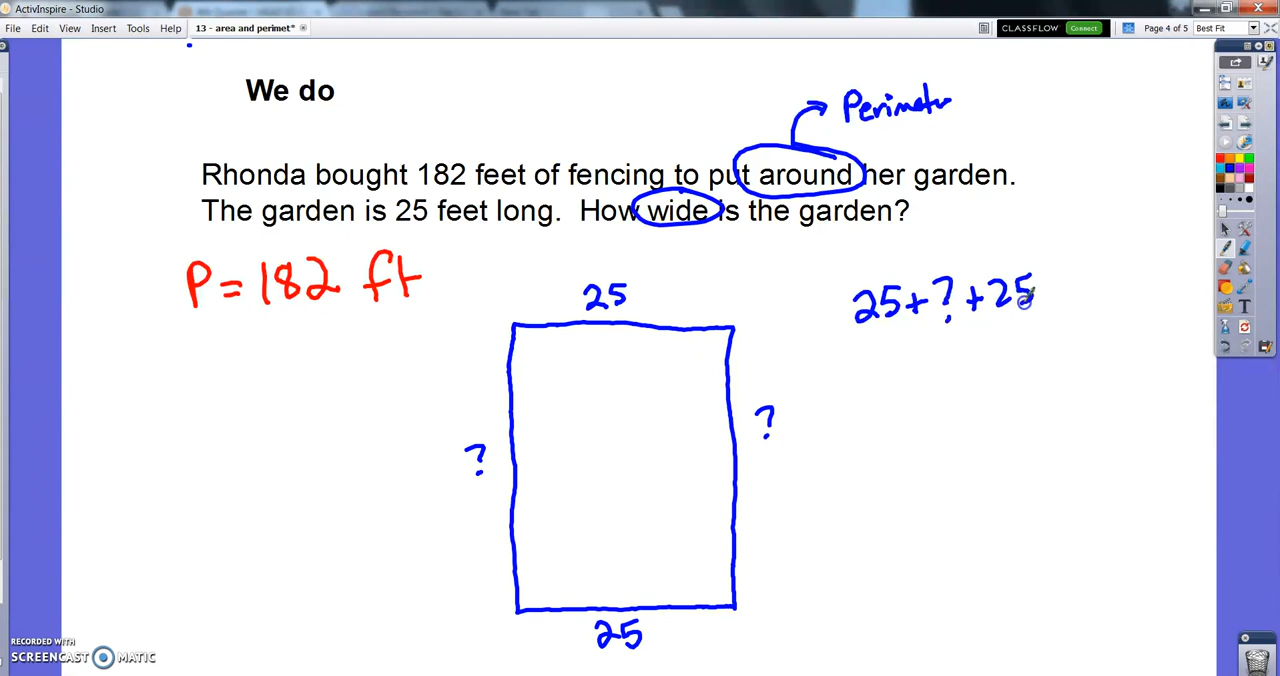 ActivInspire - Studio
File Edit View Insert Tools Help
13 - area and perimet*
CLASSFLOW Connect
Page 4 of 5
Best Fit
We do
Perimeter
Rhonda bought 182 feet of fencing to put around her garden.
The garden is 25 feet long. How wide is the garden?
P = 182 ft
25
25 + ? + 25
?
?
25
RECORDED WITH
SCREENCAST MATIC